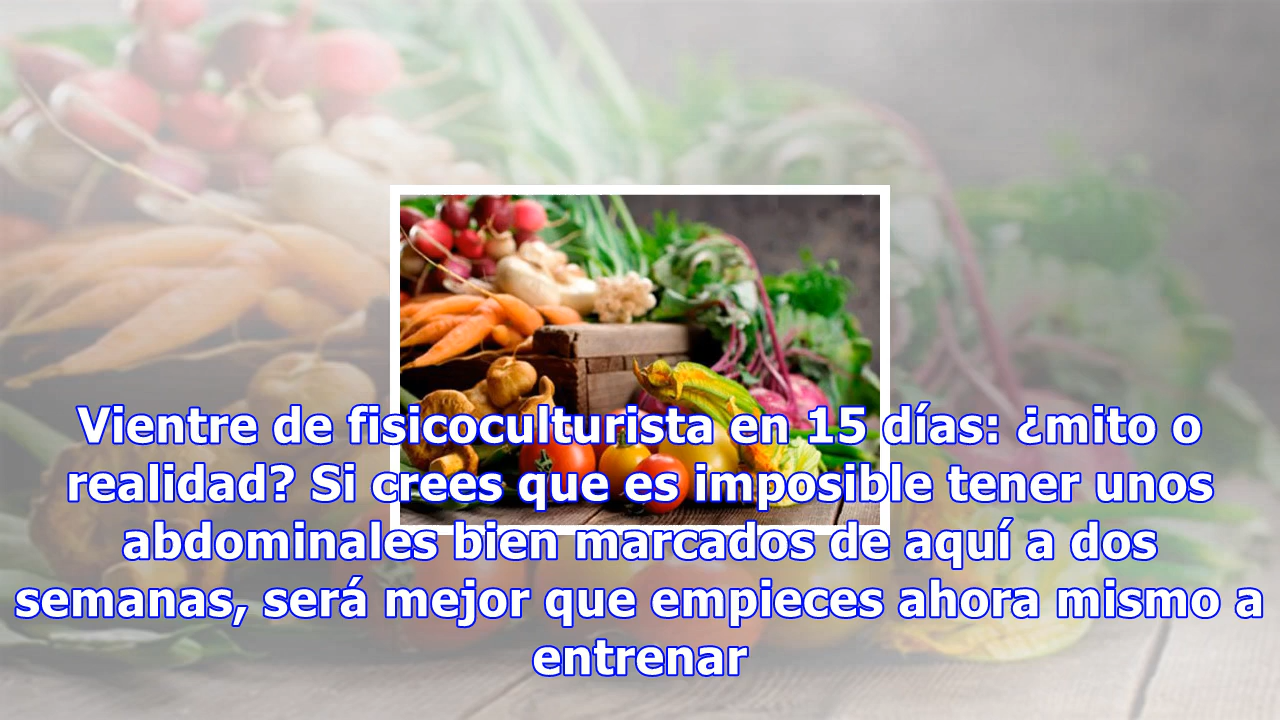 Vientre de fisicoculturista en 15 días: ¿mito o
realidad? Si crees que es imposible tener unos
abdominales bien marcados de aquí a dos
semanas, será mejor que empieces ahora mismo a
entrenar